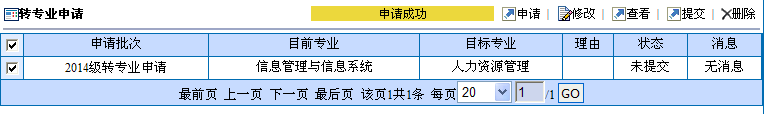 转专业申请 申请成功 申请 | 修改 | 查看 | 提交 | 删除
申请批次 目前专业 目标专业 理由 状态 消息
2014级转专业申请 信息管理与信息系统 人力资源管理 未提交 无消息
最前页 上一页 下一页 最后页 该页1共1条 每页 20 1 /1 GO